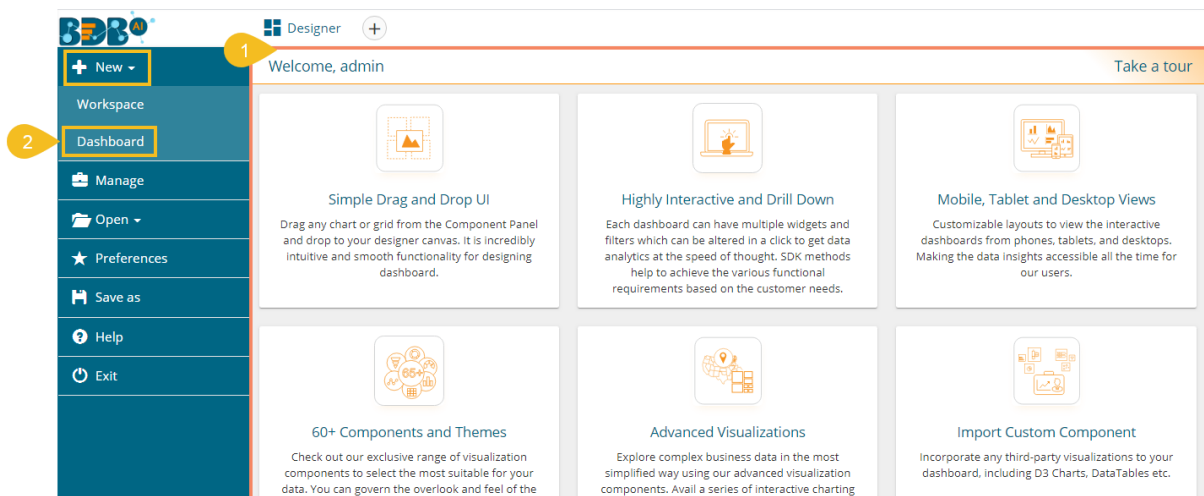 BDB AI
Designer
1
New
Welcome, admin
Take a tour
Workspace
2
Dashboard
Manage
Open
Preferences
Save as
Help
Exit
Simple Drag and Drop UI
Drag any chart or grid from the Component Panel
and drop to your designer canvas. It is incredibly
intuitive and smooth functionality for designing
dashboard.
Highly Interactive and Drill Down
Each dashboard can have multiple widgets and
filters which can be altered in a click to get data
analytics at the speed of thought. SDK methods
help to achieve the various functional
requirements based on the customer needs.
Mobile, Tablet and Desktop Views
Customizable layouts to view the interactive
dashboards from phones, tablets, and desktops.
Making the data insights accessible all the time for
our users.
65+
60+ Components and Themes
Check out our exclusive range of visualization
components to select the most suitable for your
data. You can govern the overlook and feel of the
Advanced Visualizations
Explore complex business data in the most
simplified way using our advanced visualization
components. Avail a series of interactive charting
Import Custom Component
Incorporate any third-party visualizations to your
dashboard, including D3 Charts, DataTables etc.